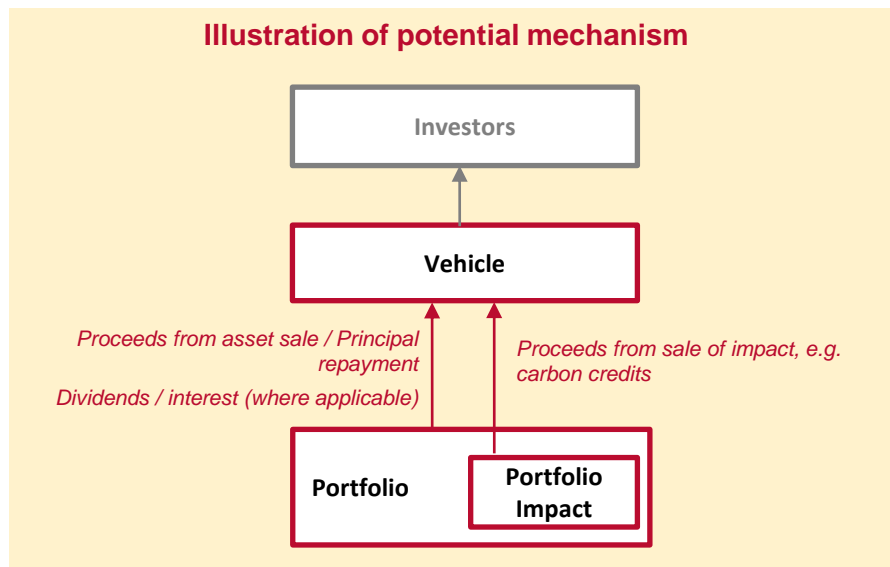 Illustration of potential mechanism
Investors
Vehicle
Proceeds from asset sale / Principal
repayment
Dividends / interest (where applicable)
Proceeds from sale of impact, e.g.
carbon credits
Portfolio
Portfolio
Impact